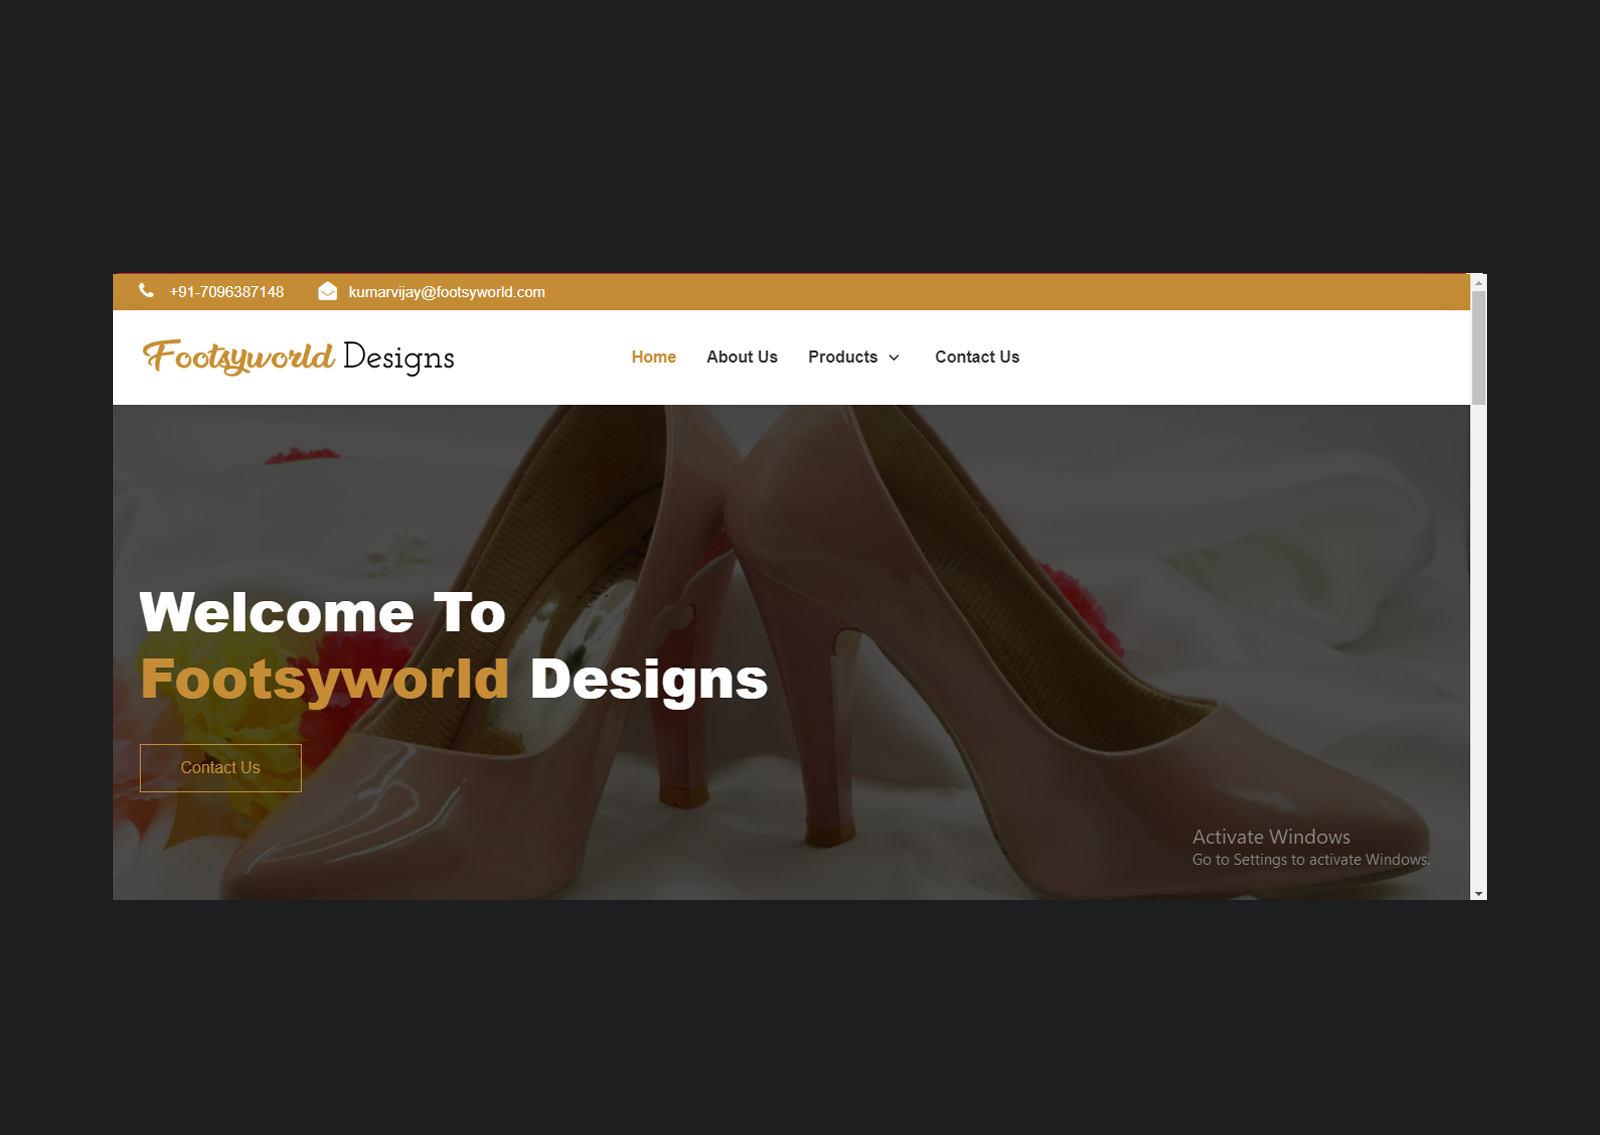 +91-7096387148 kumarvijay@footsyworld.com
Footsyworld Designs Home About Us Products Contact Us
Welcome To
Footsyworld Designs
Contact Us
Activate Windows
Go to Settings to activate Windows.